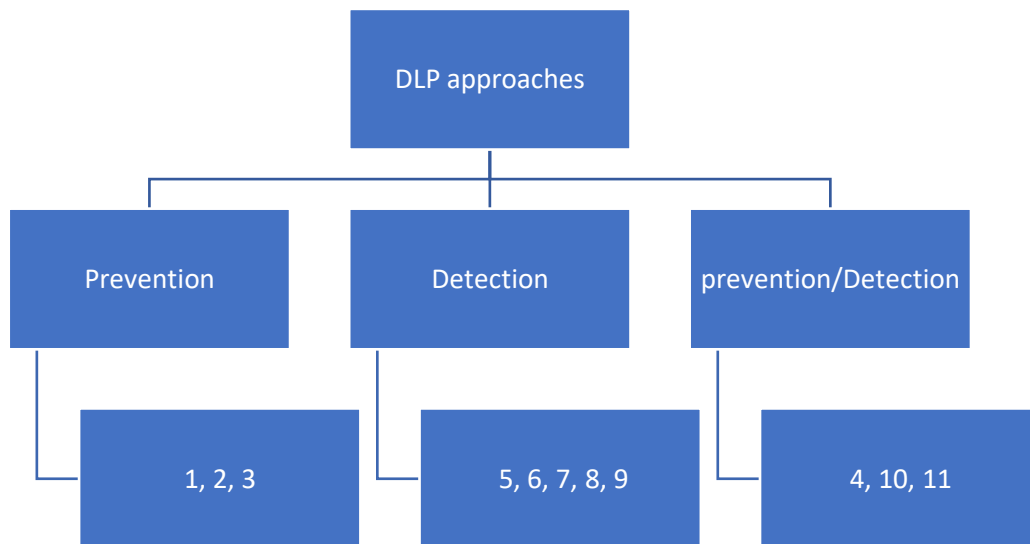 DLP approaches
Prevention
Detection
prevention/Detection
1, 2, 3
5, 6, 7, 8, 9
4, 10, 11